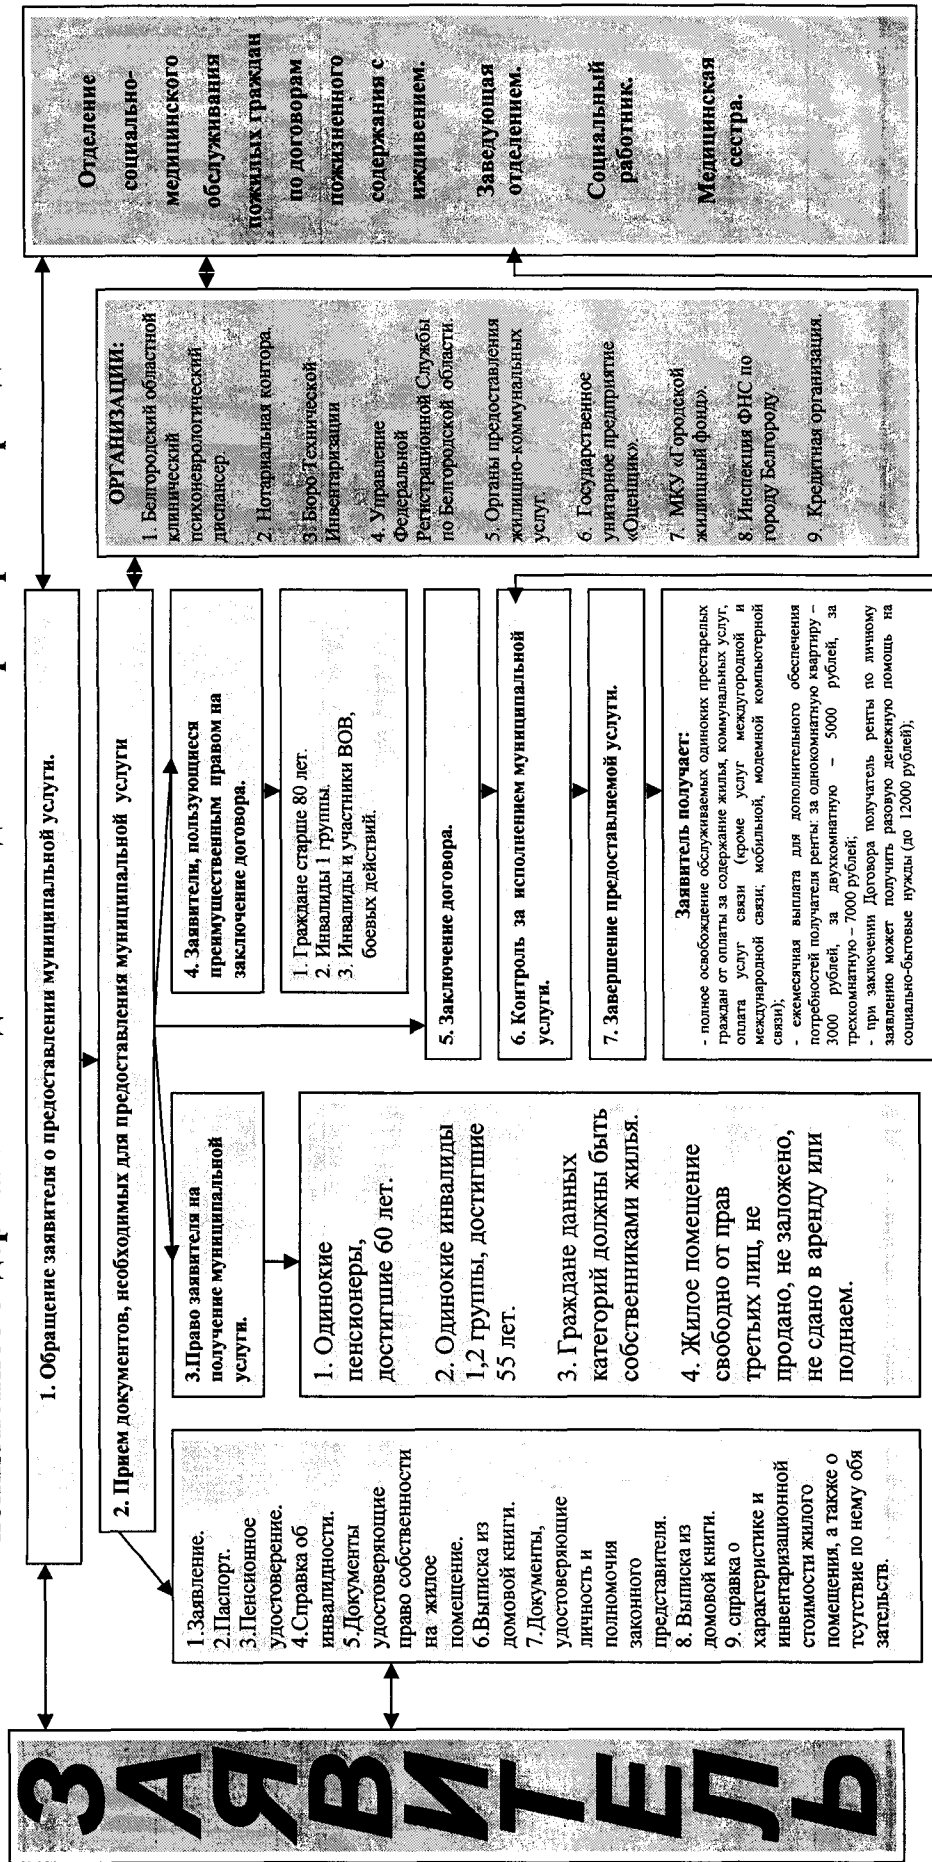 ЗАЯВИТЕЛЬ
1. Обращение заявителя о предоставлении муниципальной услуги.
2. Прием документов, необходимых для предоставления муниципальной услуги
1.Заявление.
2.Паспорт.
3.Пенсионное
удостоверение.
4.Справка об
инвалидности.
5.Документы
удостоверяющие
право собственности
на жилое
помещение.
6.Выписка из
домовой книги.
7.Документы,
удостоверяющие
личность и
полномочия
законного
представителя.
8. Выписка из
домовой книги.
9. справка о
характеристике и
инвентаризационной
стоимости жилого
помещения, а также о
тсутствие по нему обя
зательств.
3.Право заявителя на
получение муниципальной
услуги.
1. Одинокие
пенсионеры,
достигшие 60 лет.
2. Одинокие инвалиды
1,2 группы, достигшие
55 лет.
3. Граждане данных
категорий должны быть
собственниками жилья.
4. Жилое помещение
свободно от прав
третьих лиц, не
продано, не заложено,
не сдано в аренду или
поднаем.
4. Заявители, пользующиеся
преимущественным правом на
заключение договора.
1. Граждане старше 80 лет.
2. Инвалиды 1 группы.
3. Инвалиды и участники ВОВ,
боевых действий.
5. Заключение договора.
6. Контроль за исполнением муниципальной
услуги.
7. Завершение предоставляемой услуги.
Заявитель получает:
- полное освобождение обслуживаемых одиноких престарелых
граждан от оплаты за содержание жилья, коммунальных услуг,
оплата услуг связи (кроме услуг междугородной и
международной связи; мобильной, модемной компьютерной
связи);
- ежемесячная выплата для дополнительного обеспечения
потребностей получателя ренты: за однокомнатную квартиру –
3000 рублей, за двухкомнатную – 5000 рублей, за
трехкомнатную – 7000 рублей;
- при заключении Договора получатель ренты по личному
заявлению может получить разовую денежную помощь на
социально-бытовые нужды (до 12000 рублей);
ОРГАНИЗАЦИИ:
1. Белгородский областной
клинический
психоневрологический
диспансер.
2. Нотариальная контора.
3 Бюро Технической
Инвентаризации
4. Управление
Федеральной
Регистрационной Службы
по Белгородской области.
5. Органы предоставления
жилищно-коммунальных
услуг.
6. Государственное
унитарное предприятие
«Оценщик».
7. МКУ «Городской
жилищный фонд».
8. Инспекция ФНС по
городу Белгороду.
9. Кредитная организация.
Отделение
социально-
медицинского
обслуживания
пожилых граждан
по договорам
пожизненного
содержания с
иждивением.
Заведующая
отделением.
Социальный
работник.
Медицинская
сестра.